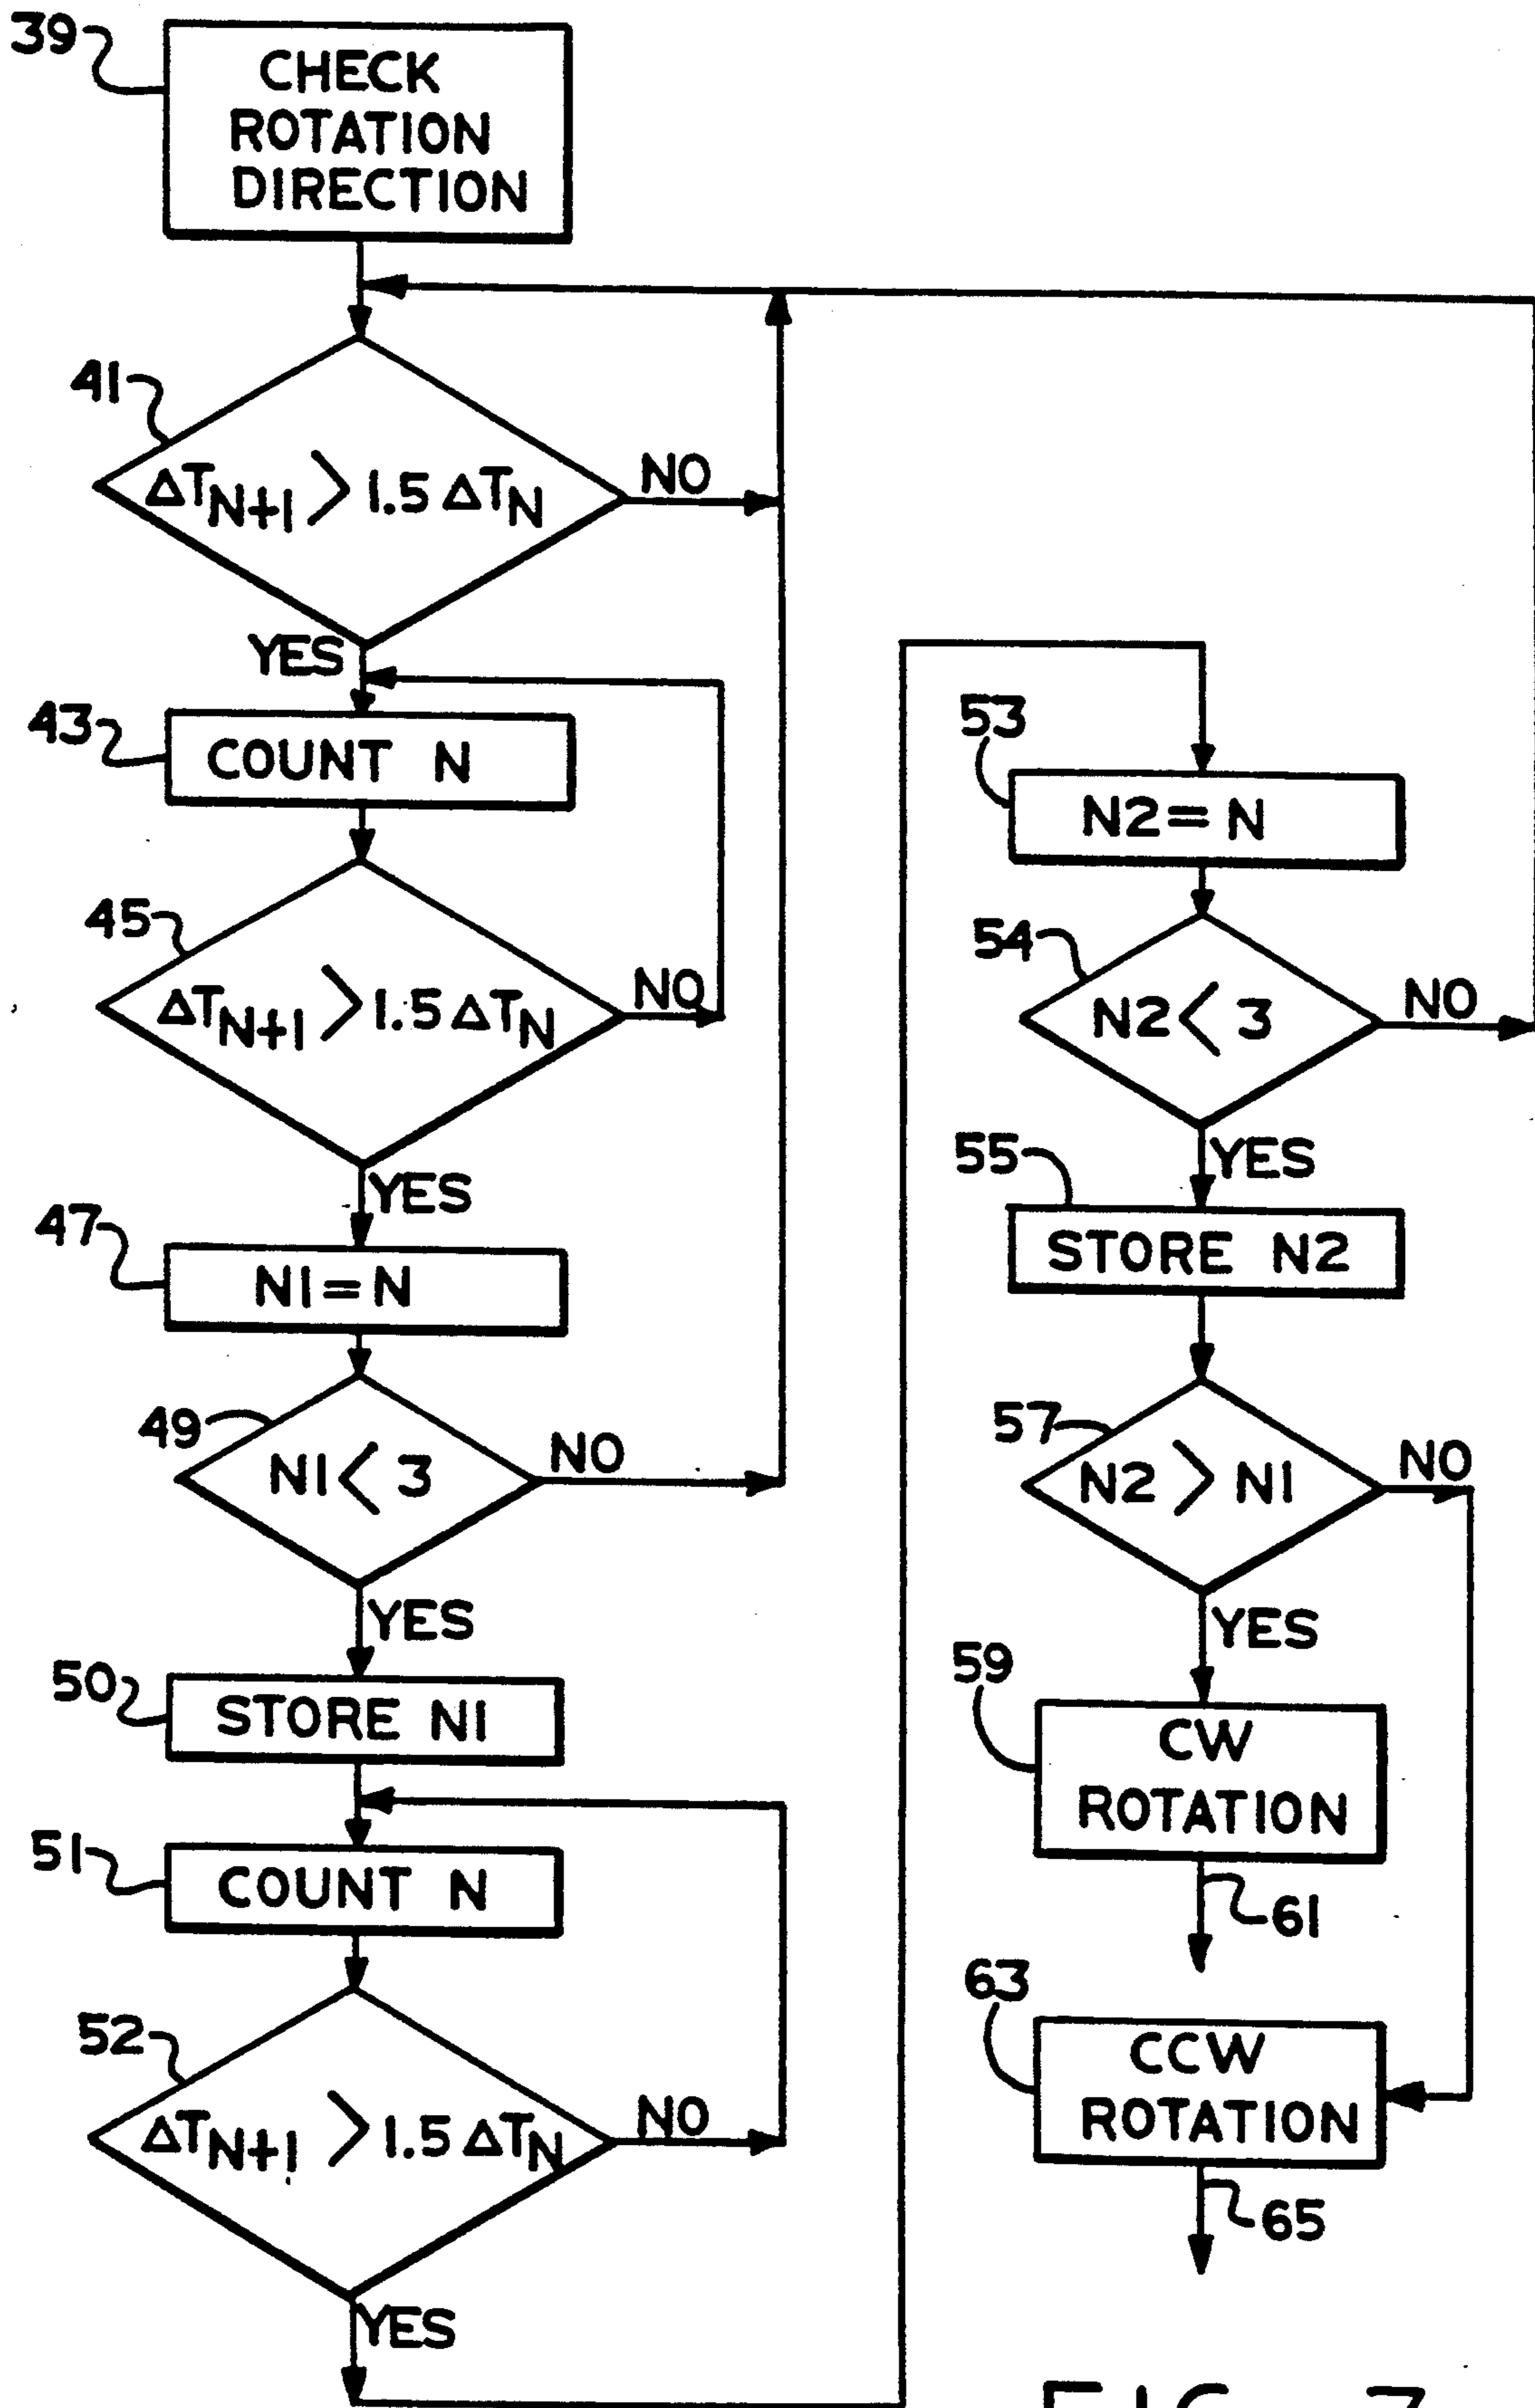 39
CHECK
ROTATION
DIRECTION
41
ΔTN+1 > 1.5 ΔTN
NO
YES
43
COUNT N
45
ΔTN+1 > 1.5 ΔTN
NO
YES
47
N1=N
49
N1< 3
NO
YES
50
STORE N1
51
COUNT N
52
ΔTN+1 > 1.5 ΔTN
NO
YES
53
N2=N
54
N2< 3
NO
YES
55
STORE N2
57
N2 > N1
NO
YES
59
CW
ROTATION
61
63
CCW
ROTATION
65